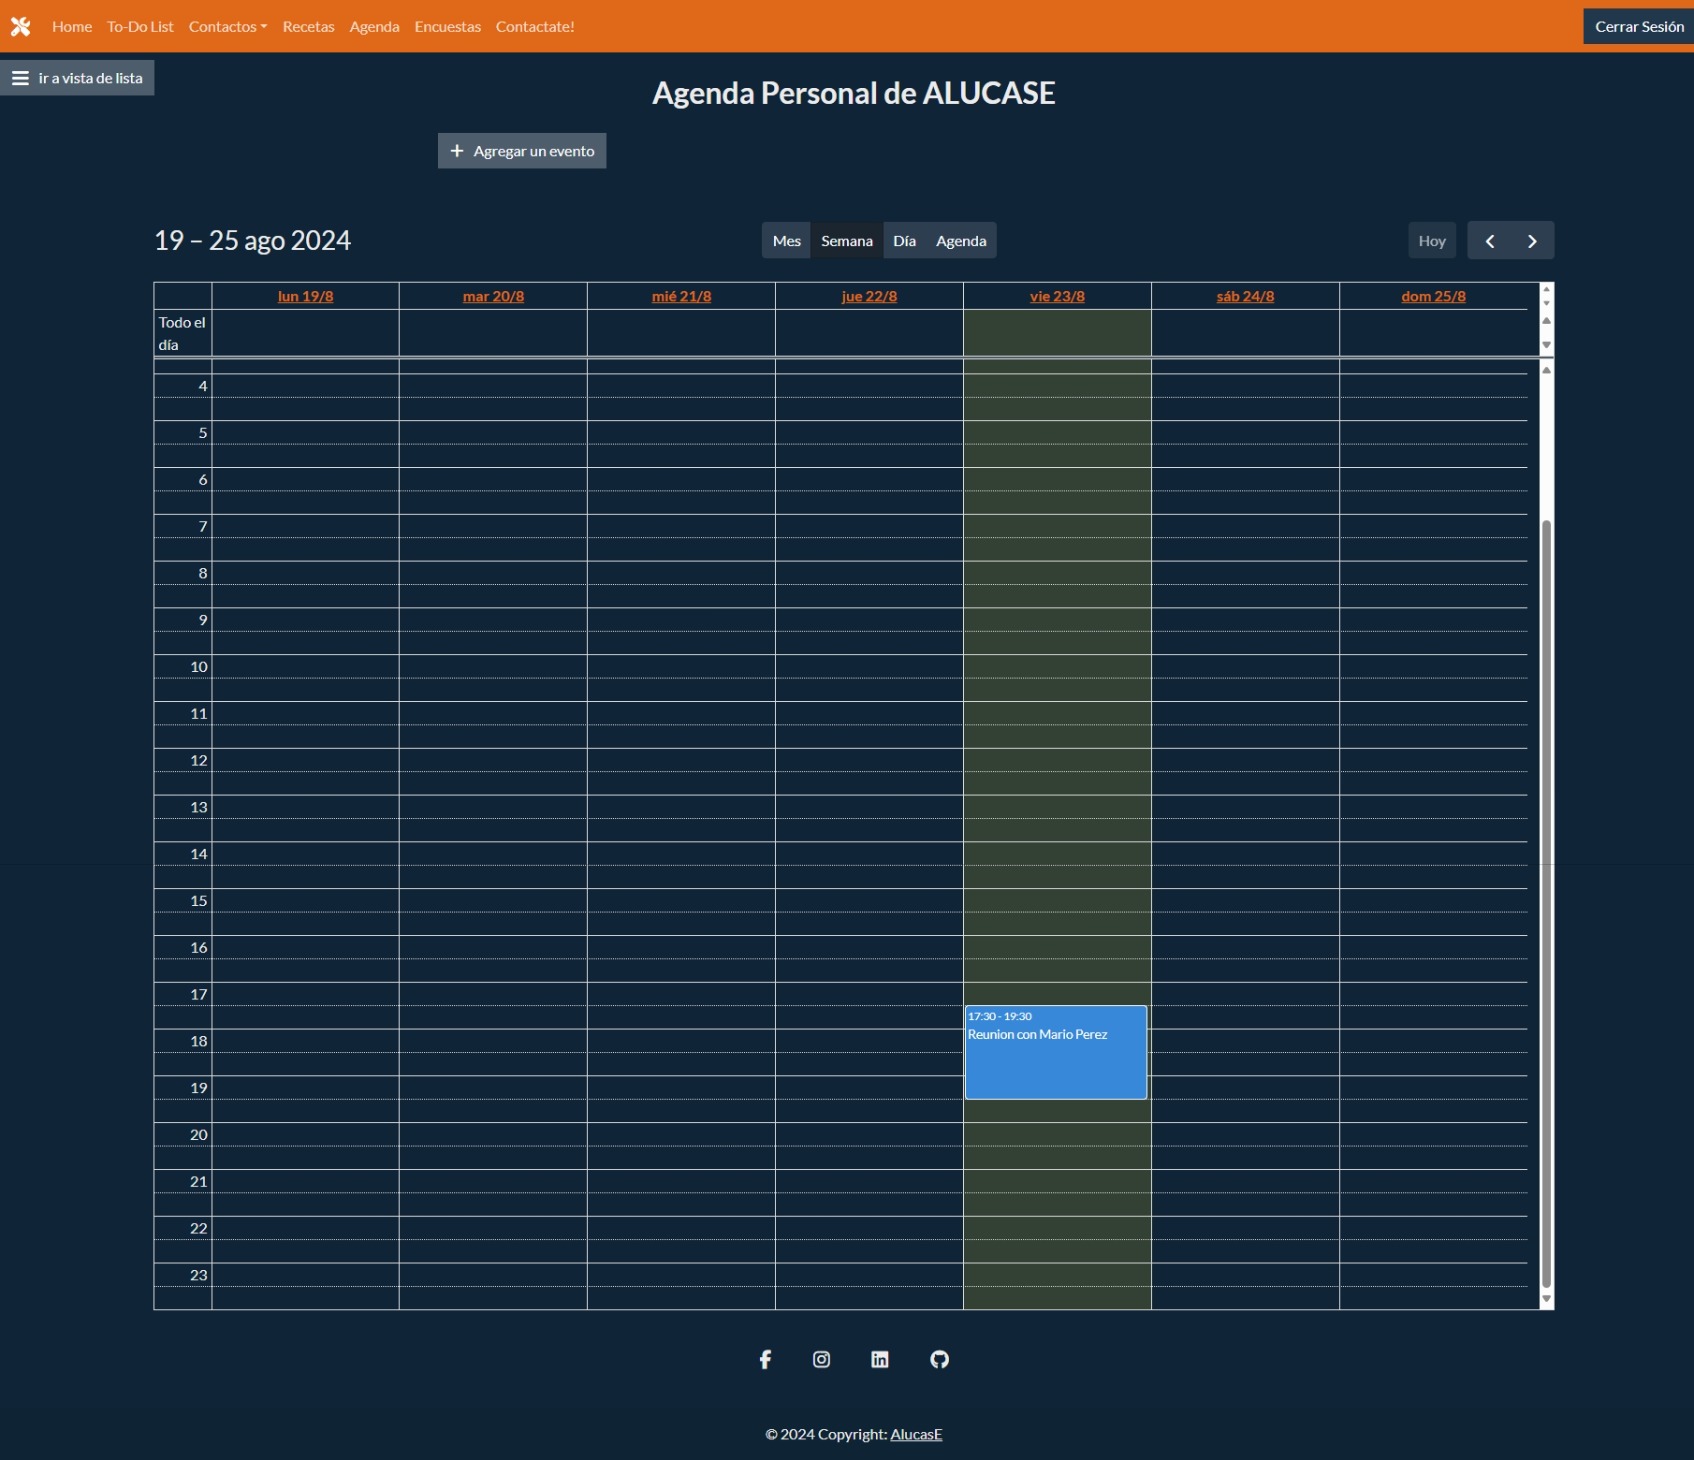 Home To-Do List Contactos Recetas Agenda Encuestas Contactate! Cerrar Sesión
ir a vista de lista
Agenda Personal de ALUCASE
Agregar un evento
19 – 25 ago 2024 Mes Semana Día Agenda Hoy
lun 19/8 mar 20/8 mié 21/8 jue 22/8 vie 23/8 sáb 24/8 dom 25/8
Todo el
día
4
5
6
7
8
9
10
11
12
13
14
15
16
17
17:30 - 19:30
Reunion con Mario Perez
18
19
20
21
22
23
© 2024 Copyright: AlucasE